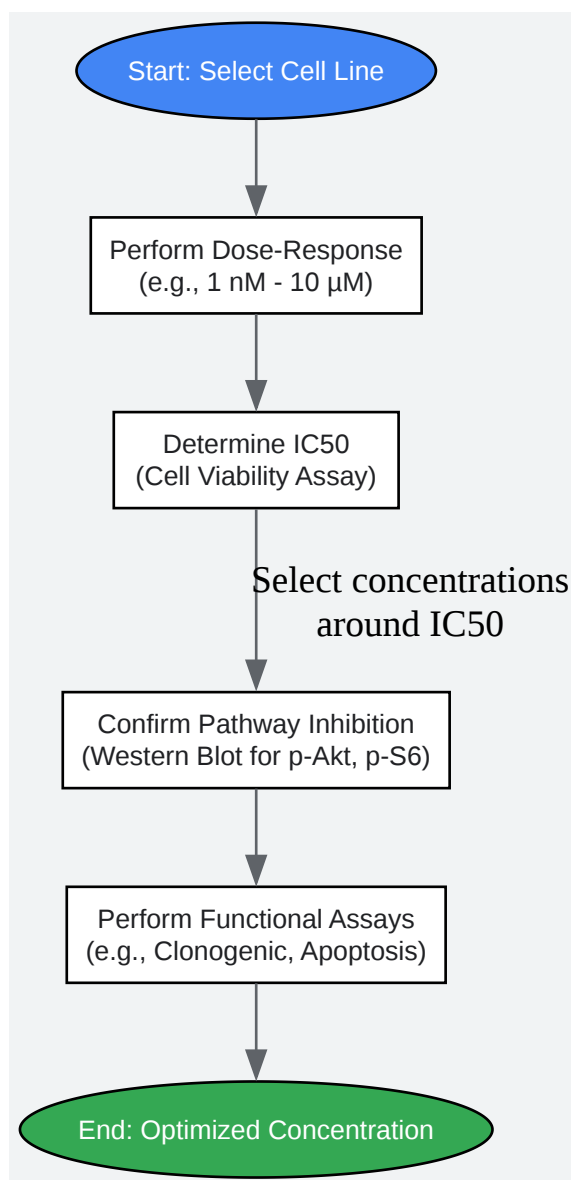 Start: Select Cell Line
Perform Dose-Response
(e.g., 1 nM - 10 µM)
Determine IC50
(Cell Viability Assay)
Select concentrations
around IC50
Confirm Pathway Inhibition
(Western Blot for p-Akt, p-S6)
Perform Functional Assays
(e.g., Clonogenic, Apoptosis)
End: Optimized Concentration